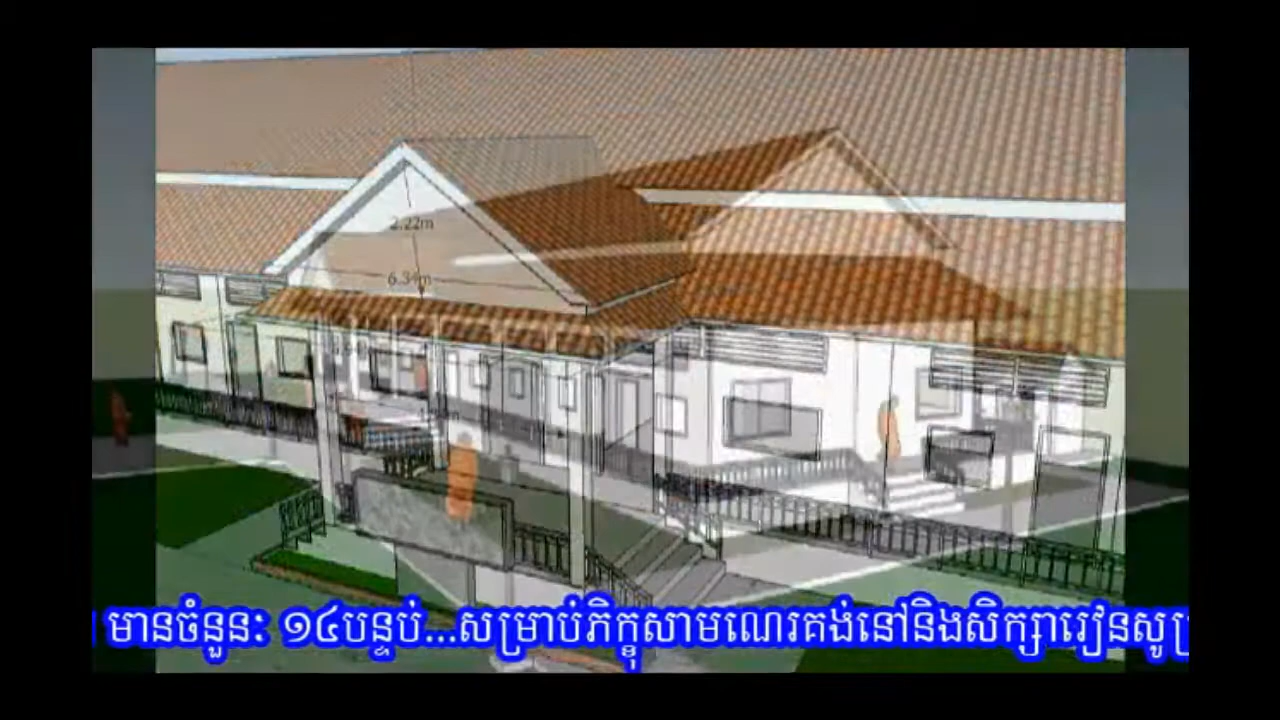 2.22m
6.34m
មានចំនួន: ១៤បន្ទប់...សម្រាប់ភិក្ខុសាមណេរគង់នៅនិងសិក្សារៀនសូ